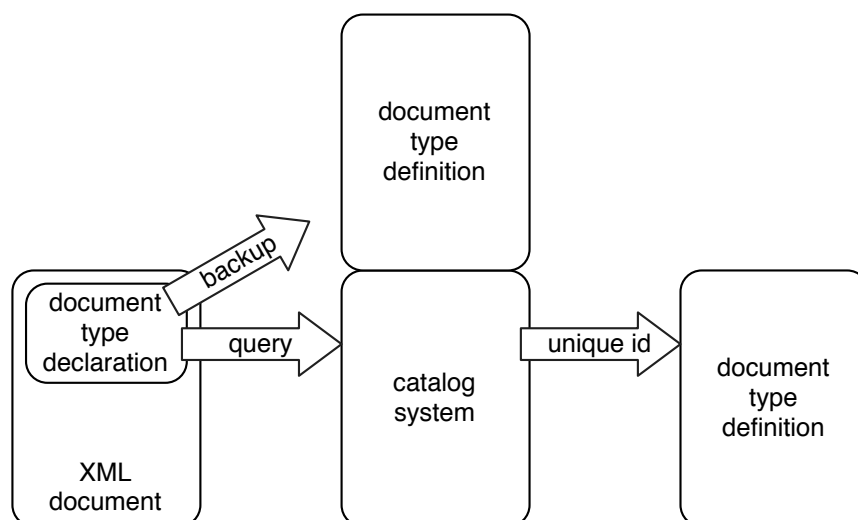 document
type
definition
backup
document
type
declaration
query
unique id
catalog
system
document
type
definition
XML
document